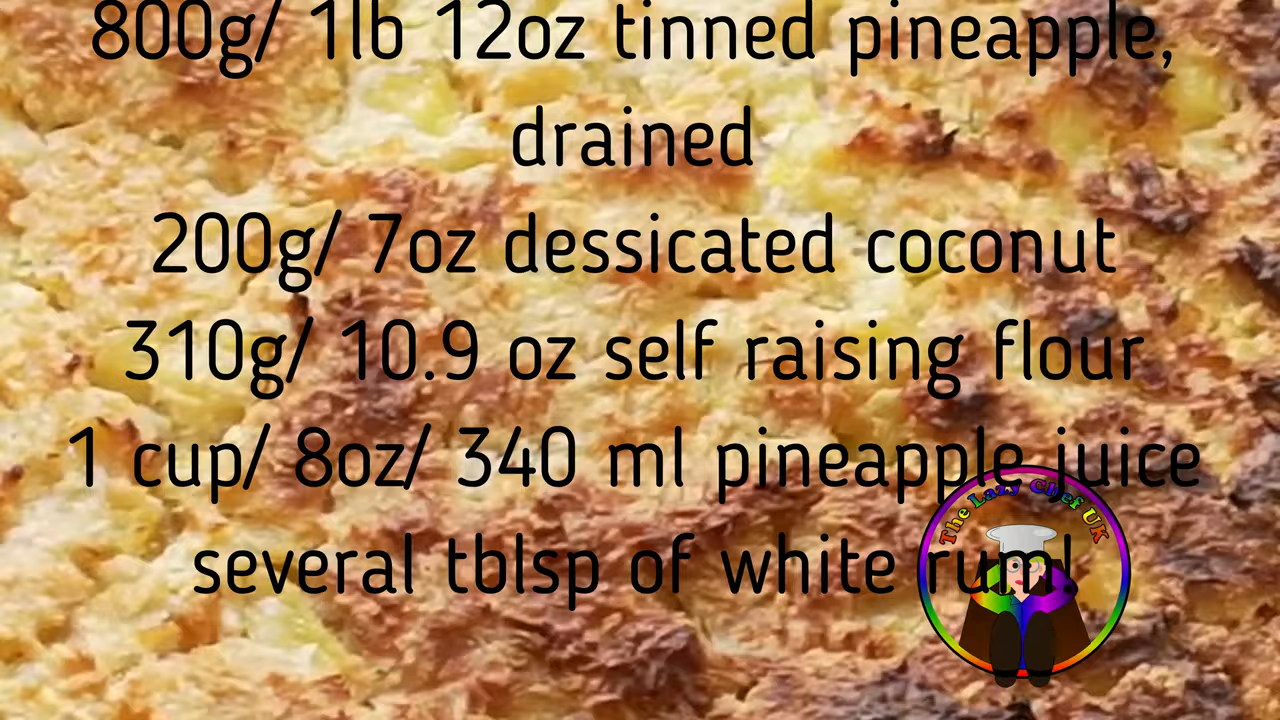 800g/ 1lb 12oz tinned pineapple,
drained
200g/ 7oz dessicated coconut
310g/ 10.9 oz self raising flour
1 cup/ 8oz/ 340 ml pineapple juice
several tblsp of white rum!
The Lazy Chef UK